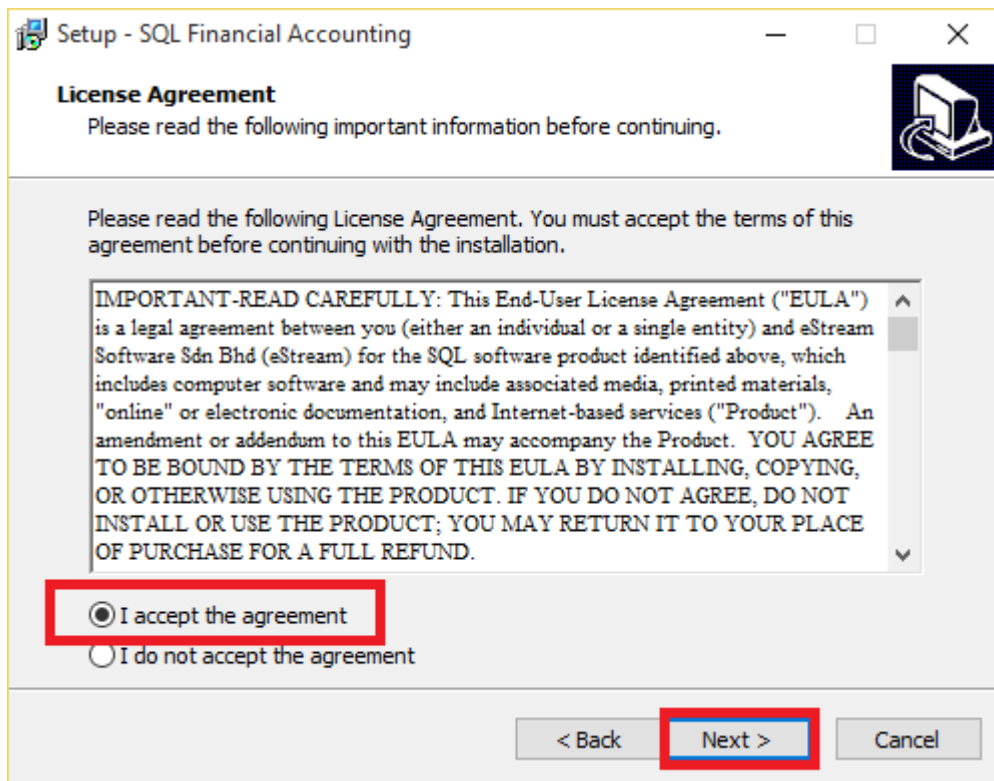 Setup - SQL Financial Accounting
License Agreement
Please read the following important information before continuing.
Please read the following License Agreement. You must accept the terms of this
agreement before continuing with the installation.
IMPORTANT-READ CAREFULLY: This End-User License Agreement ("EULA")
is a legal agreement between you (either an individual or a single entity) and eStream
Software Sdn Bhd (eStream) for the SQL software product identified above, which
includes computer software and may include associated media, printed materials,
"online" or electronic documentation, and Internet-based services ("Product").   An
amendment or addendum to this EULA may accompany the Product.  YOU AGREE
TO BE BOUND BY THE TERMS OF THIS EULA BY INSTALLING, COPYING,
OR OTHERWISE USING THE PRODUCT. IF YOU DO NOT AGREE, DO NOT
INSTALL OR USE THE PRODUCT; YOU MAY RETURN IT TO YOUR PLACE
OF PURCHASE FOR A FULL REFUND.
I accept the agreement
I do not accept the agreement
< Back Next > Cancel